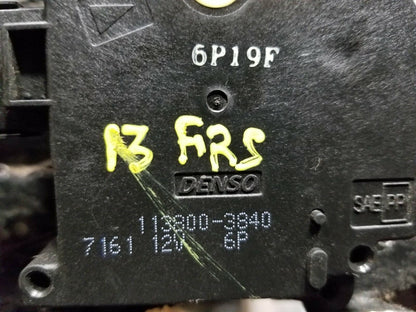 6P19F
13 FRS
DENSO
113800-3840
SAE PP
7161 12V 6P